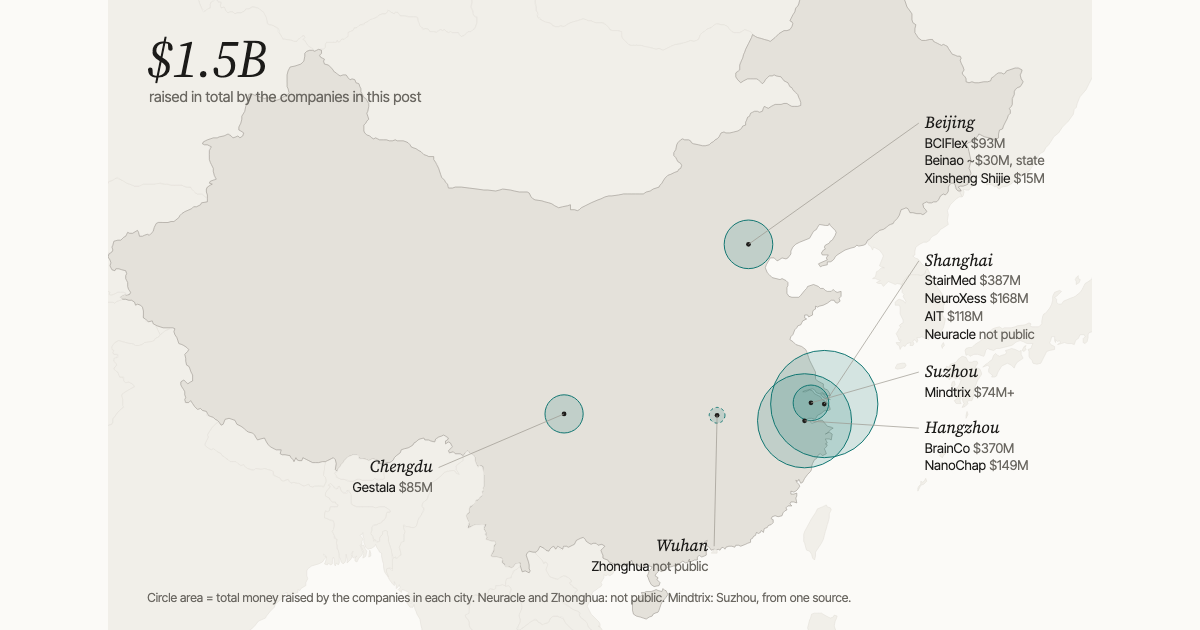 $1.5B
raised in total by the companies in this post
Beijing
BCIFlex $93M
Beinao ~$30M, state
Xinsheng Shijie $15M
Shanghai
StairMed $387M
NeuroXess $168M
AIT $118M
Neuracle not public
Suzhou
Mindtrix $74M+
Hangzhou
BrainCo $370M
NanoChap $149M
Chengdu
Gestala $85M
Wuhan
Zhonghua not public
Circle area = total money raised by the companies in each city. Neuracle and Zhonghua: not public. Mindtrix: Suzhou, from one source.